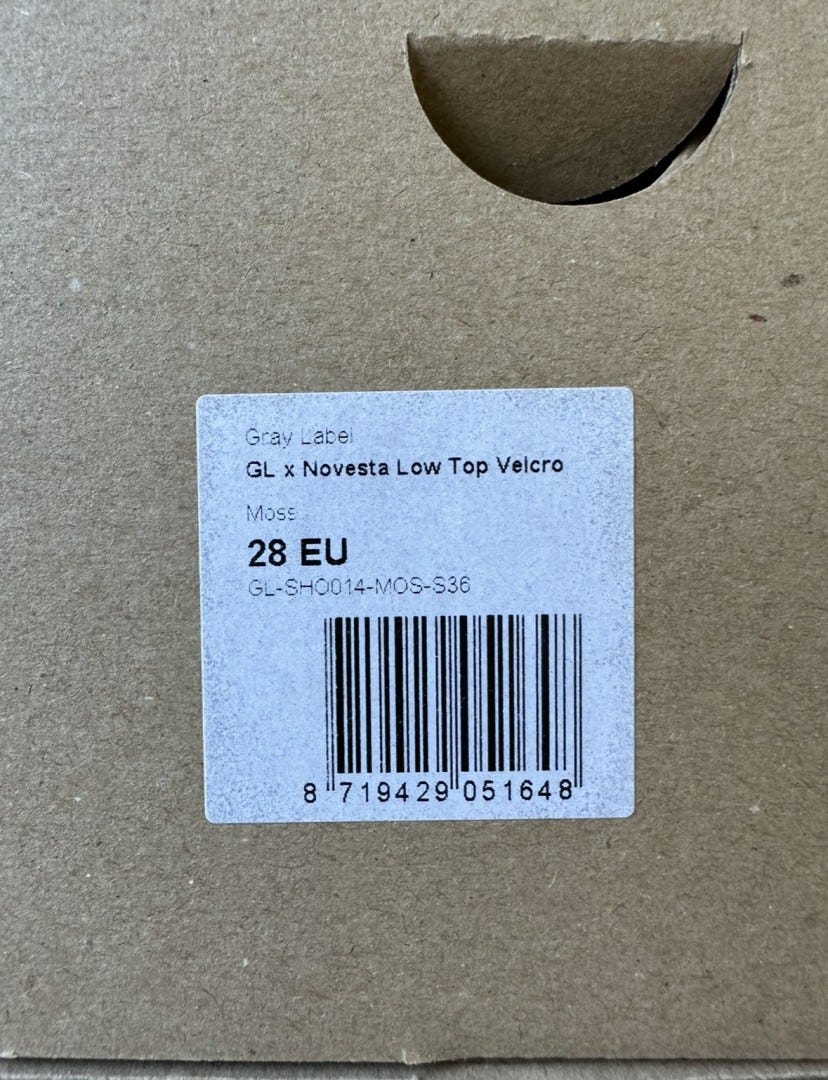 Gray Label
GL x Novesta Low Top Velcro
Moss
28 EU
GL-SHO014-MOS-S36
8 719429 051648